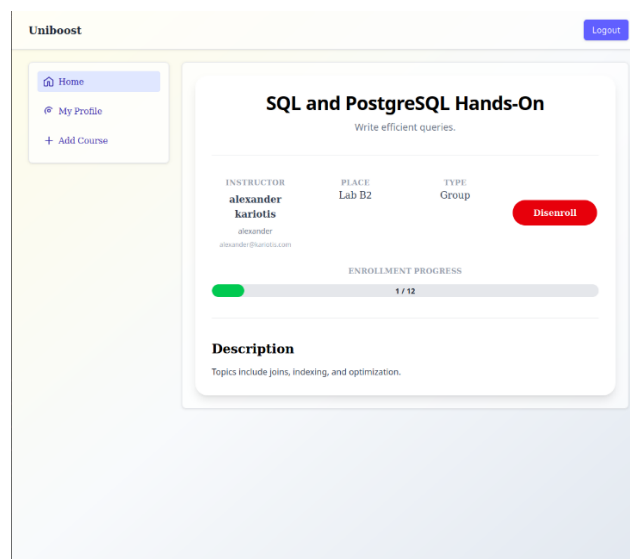 Uniboost
Logout
Home
My Profile
Add Course
SQL and PostgreSQL Hands-On
Write efficient queries.
INSTRUCTOR
alexander
kariotis
alexander
alexander@kariotis.com
PLACE
Lab B2
TYPE
Group
Disenroll
ENROLLMENT PROGRESS
1 / 12
Description
Topics include joins, indexing, and optimization.